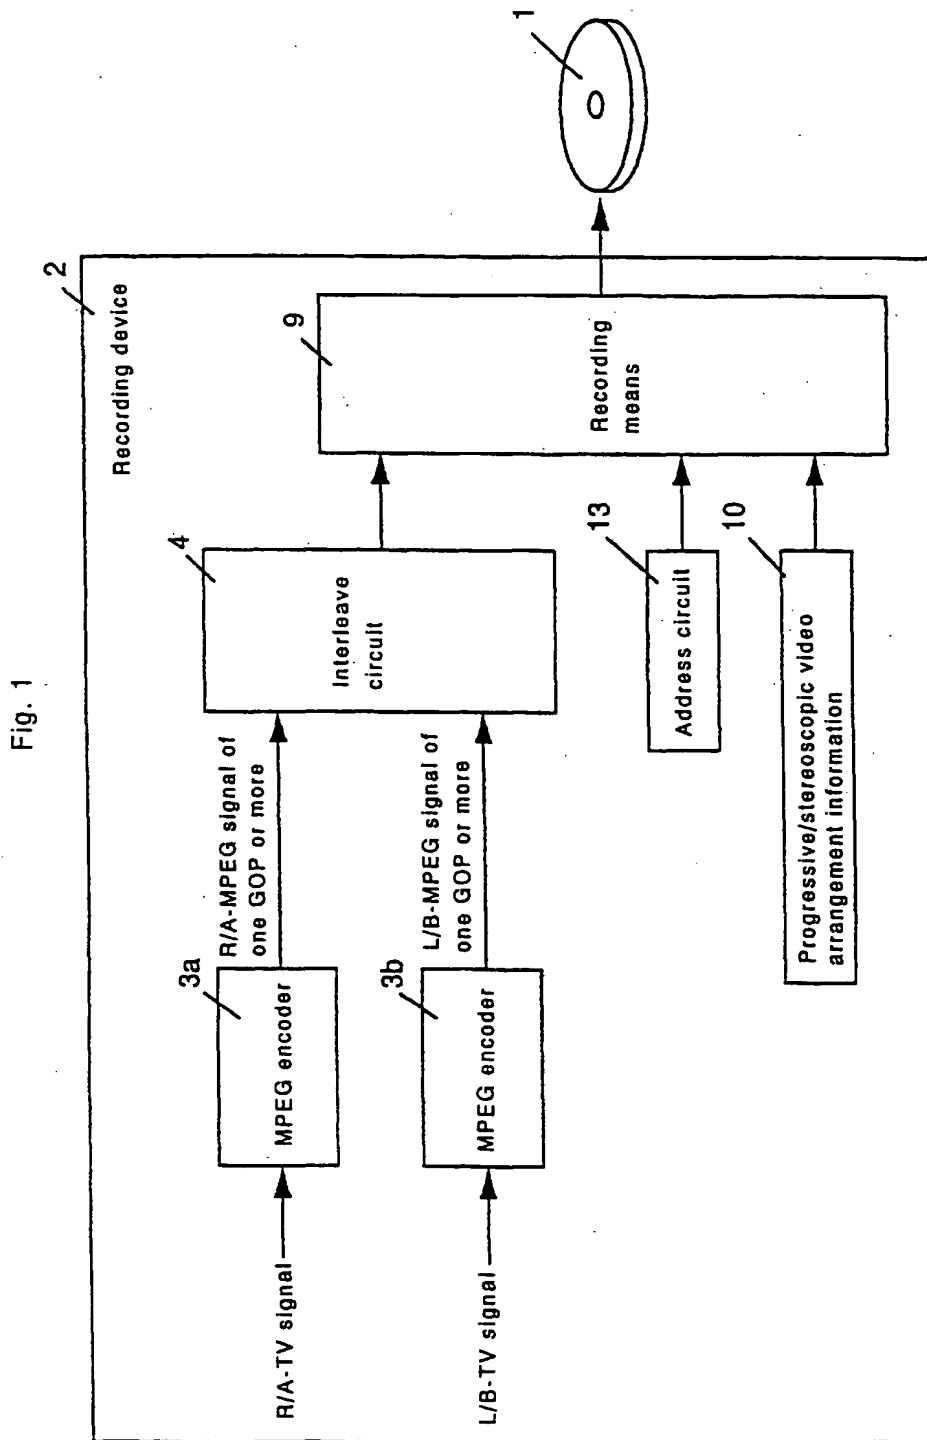 Fig. 1
2
Recording device
1
R/A-TV signal
3a
MPEG encoder
R/A-MPEG signal of
one GOP or more
4
Interleave
circuit
9
Recording
means
L/B-TV signal
3b
MPEG encoder
L/B-MPEG signal of
one GOP or more
13
Address circuit
10
Progressive/stereoscopic video
arrangement information